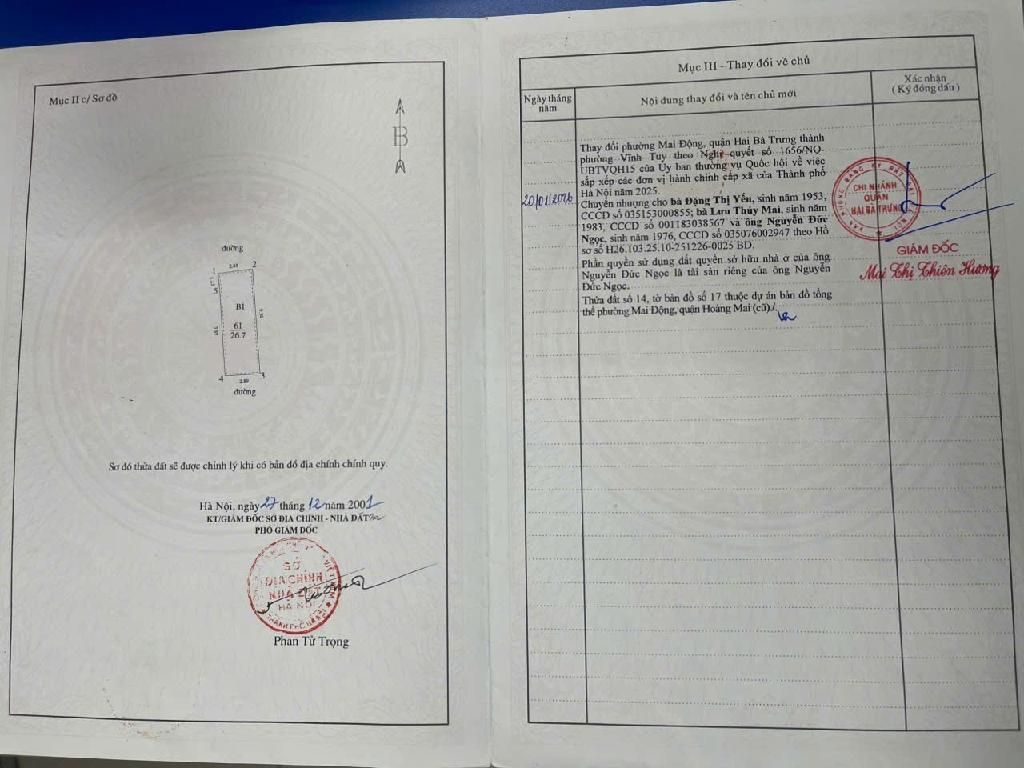 Mục II c/ Sơ đồ
B
đường
1 2
5
B1
61
26.7
4 3
2.80
đường
Sơ đồ thửa đất sẽ được chỉnh lý khi có bản đồ địa chính chính quy.
Hà Nội, ngày 27 tháng 12 năm 2001
KT/GIÁM ĐỐC SỞ ĐỊA CHÍNH - NHÀ ĐẤT
PHÓ GIÁM ĐỐC
SỞ
ĐỊA CHÍNH
NHÀ ĐẤT
HÀ NỘI
Phan Tử Trọng
Mục III - Thay đổi về chủ
Ngày tháng
năm
Nội dung thay đổi và tên chủ mới
Xác nhận
( Ký đóng dấu )
Thay đổi phường Mai Động, quận Hai Bà Trưng thành
phường Vĩnh Tuy theo Nghị quyết số 1656/NQ-
UBTVQH15 của Ủy ban thường vụ Quốc hội về việc
sắp xếp các đơn vị hành chính cấp xã của Thành phố
Hà Nội năm 2025.
20/01/2026
Chuyển nhượng cho bà Đặng Thị Yến, sinh năm 1953,
CCCD số 035153000855; bà Lưu Thúy Mai, sinh năm
1983, CCCD số 001183038567 và ông Nguyễn Đức
Ngọc, sinh năm 1976, CCCD số 035076002947 theo Hồ
sơ số H26.103.25.10-251226-0025 BD.
Phần quyền sử dụng đất quyền sở hữu nhà ở của ông
Nguyễn Đức Ngọc là tài sản riêng của ông Nguyễn
Đức Ngọc.
Thửa đất số 14, tờ bản đồ số 17 thuộc dự án bản đồ tổng
thể phường Mai Động, quận Hoàng Mai (cũ)./.
CHI NHÁNH
QUẬN
HAI BÀ TRƯNG
GIÁM ĐỐC
Mai Thị Thiên Hương